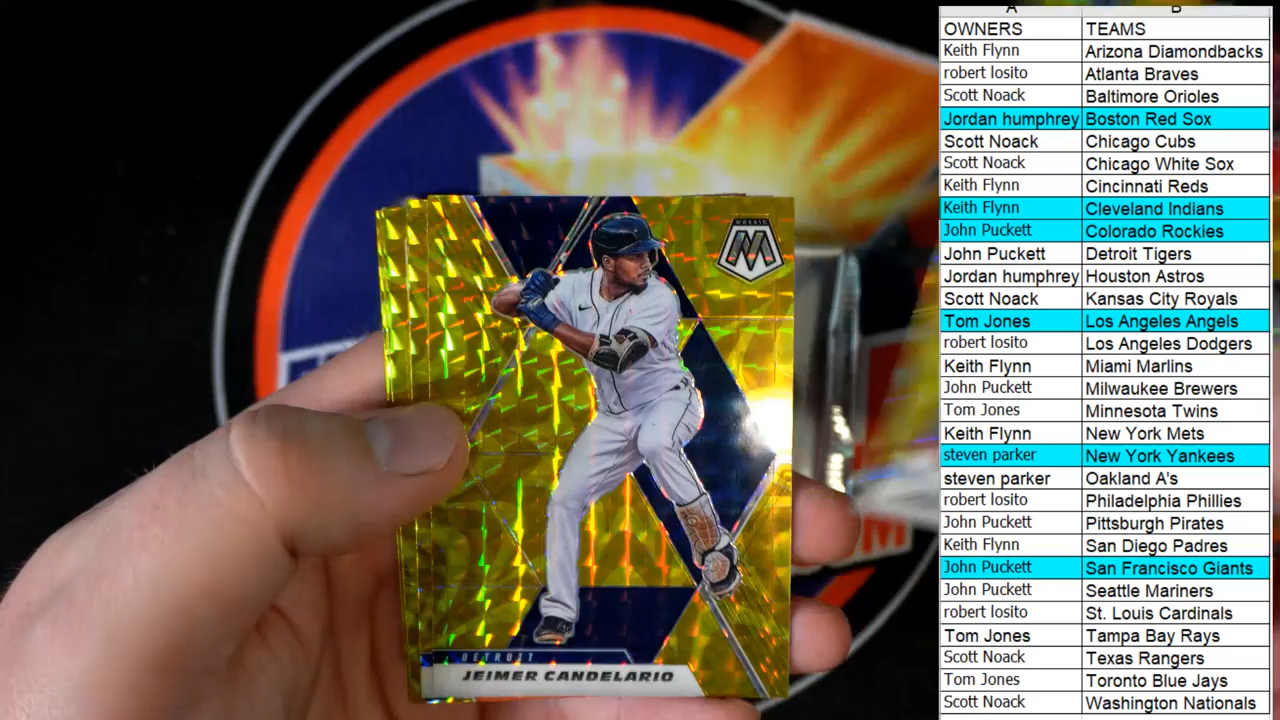 A B
OWNERS TEAMS
Keith Flynn Arizona Diamondbacks
robert losito Atlanta Braves
Scott Noack Baltimore Orioles
Jordan humphrey Boston Red Sox
Scott Noack Chicago Cubs
Scott Noack Chicago White Sox
Keith Flynn Cincinnati Reds
Keith Flynn Cleveland Indians
John Puckett Colorado Rockies
John Puckett Detroit Tigers
Jordan humphrey Houston Astros
Scott Noack Kansas City Royals
Tom Jones Los Angeles Angels
robert losito Los Angeles Dodgers
Keith Flynn Miami Marlins
John Puckett Milwaukee Brewers
Tom Jones Minnesota Twins
Keith Flynn New York Mets
steven parker New York Yankees
steven parker Oakland A's
robert losito Philadelphia Phillies
John Puckett Pittsburgh Pirates
Keith Flynn San Diego Padres
John Puckett San Francisco Giants
John Puckett Seattle Mariners
robert losito St. Louis Cardinals
Tom Jones Tampa Bay Rays
Scott Noack Texas Rangers
Tom Jones Toronto Blue Jays
Scott Noack Washington Nationals
MOSAIC
M
DETROIT
JEIMER CANDELARIO